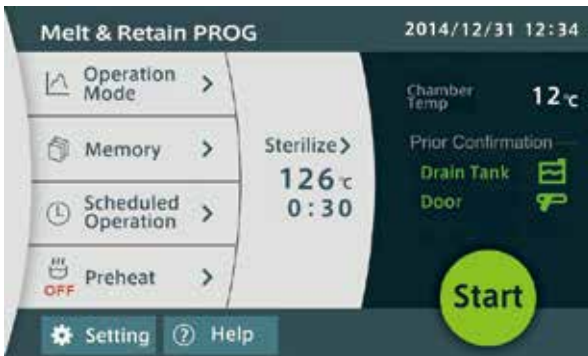 Melt & Retain PROG
2014/12/31 12:34
Operation
Mode
Memory
Scheduled
Operation
OFF
Preheat
Sterilize
126℃
0:30
Chamber
Temp
12℃
Prior Confirmation
Drain Tank
Door
Start
Setting
Help